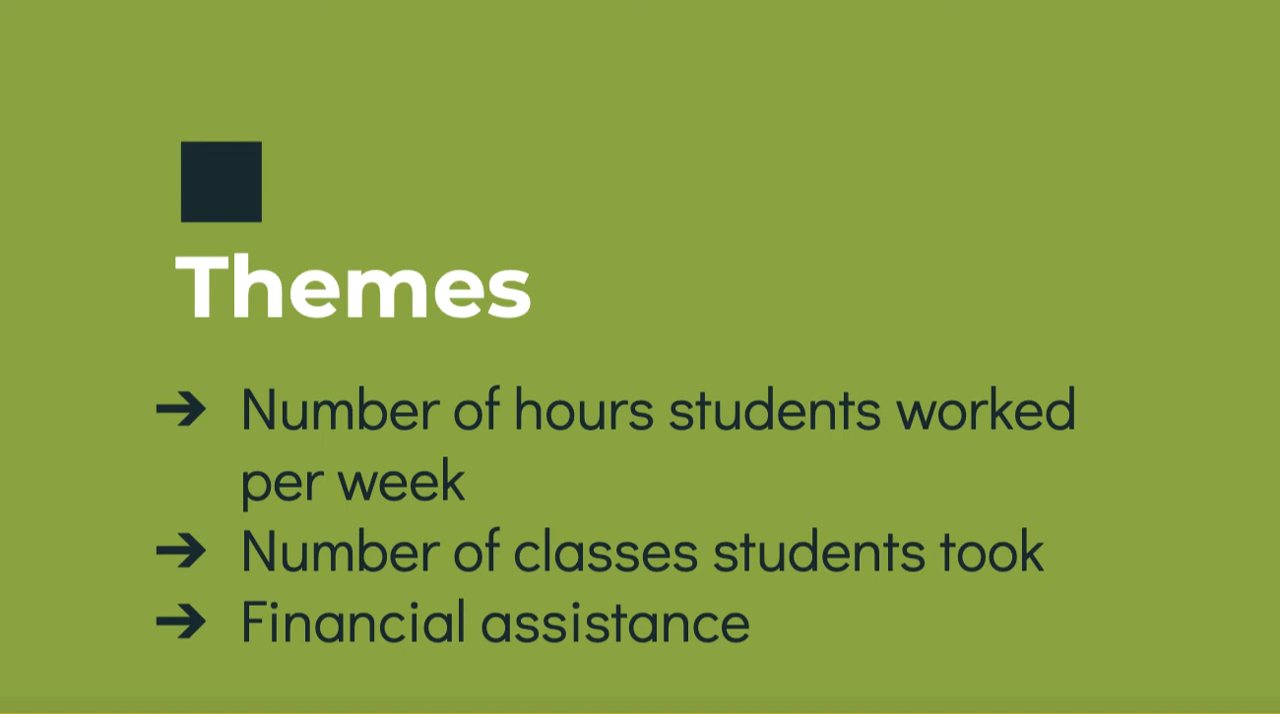 Themes
➔ Number of hours students worked
per week
➔ Number of classes students took
➔ Financial assistance